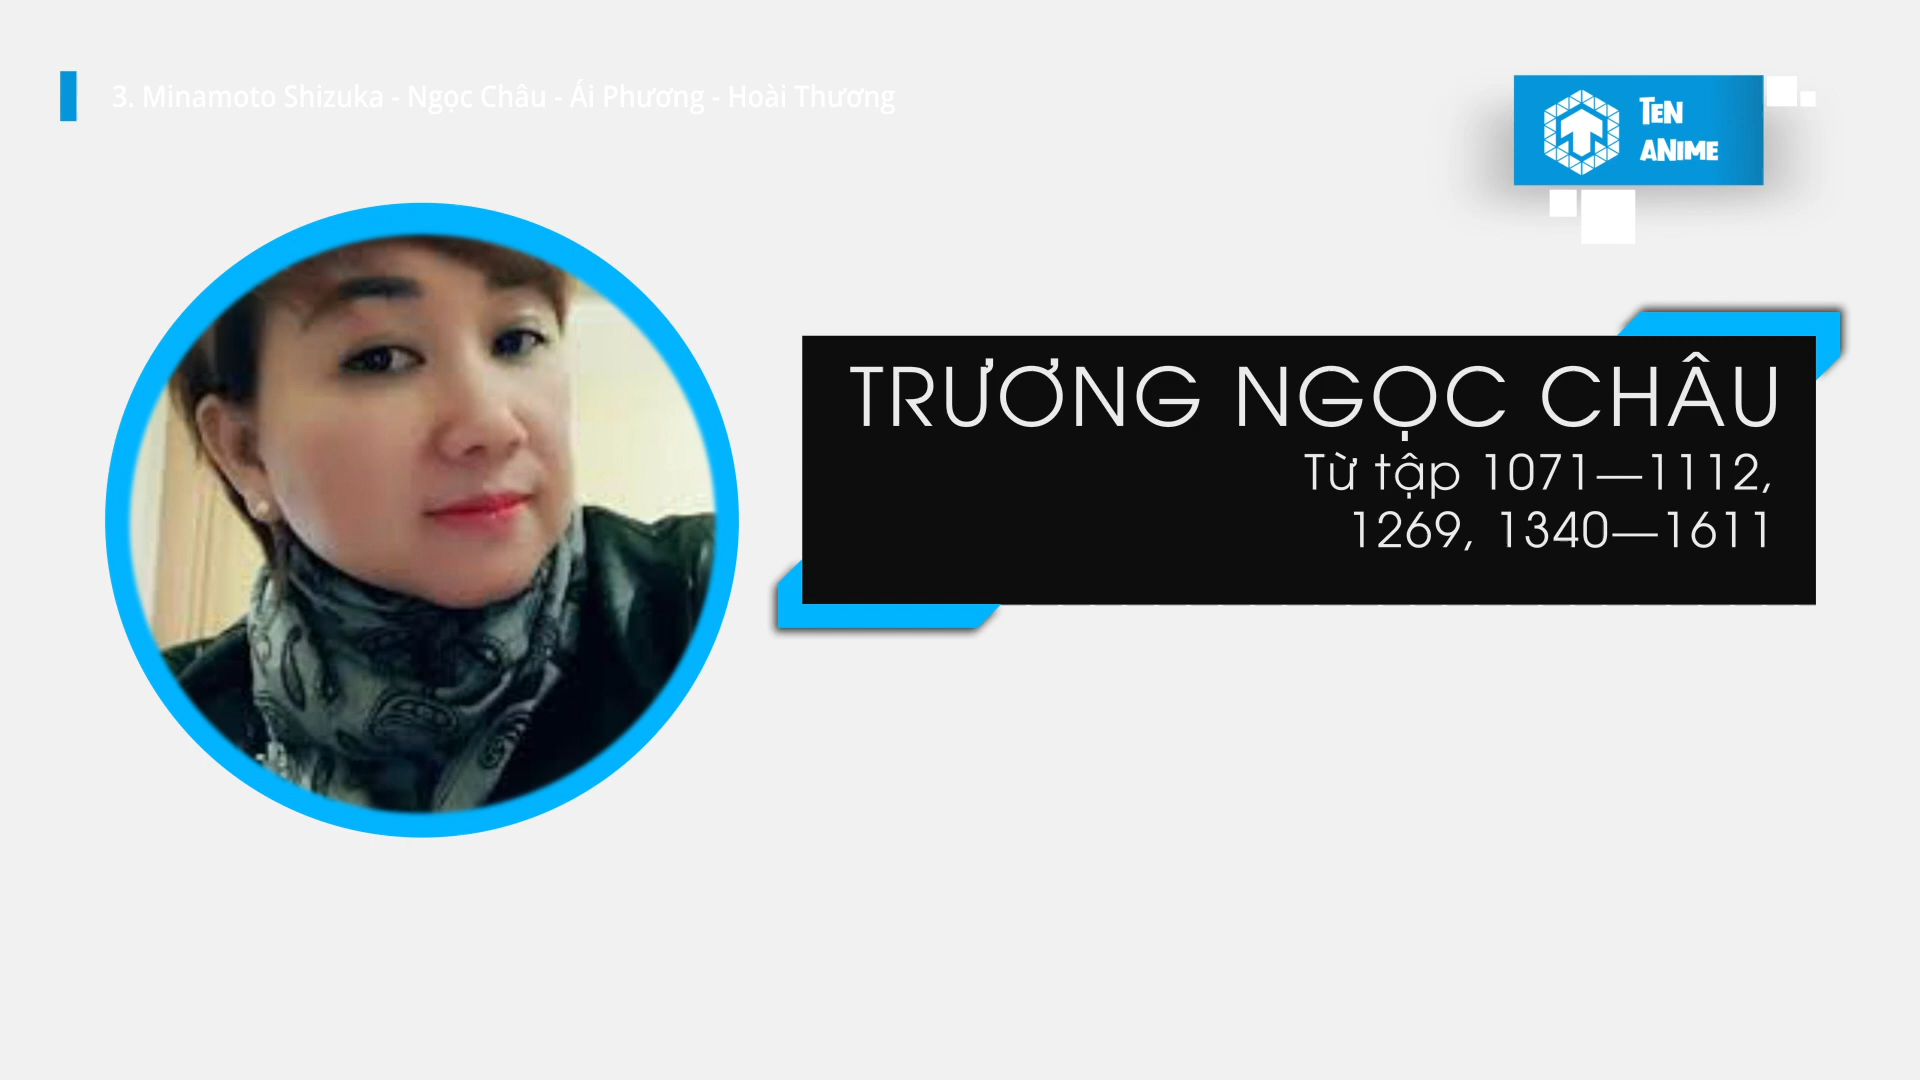 3. Minamoto Shizuka - Ngọc Châu - Ái Phương - Hoài Thương
TEN
ANIME
TRƯƠNG NGỌC CHÂU
Từ tập 1071—1112,
1269, 1340—1611